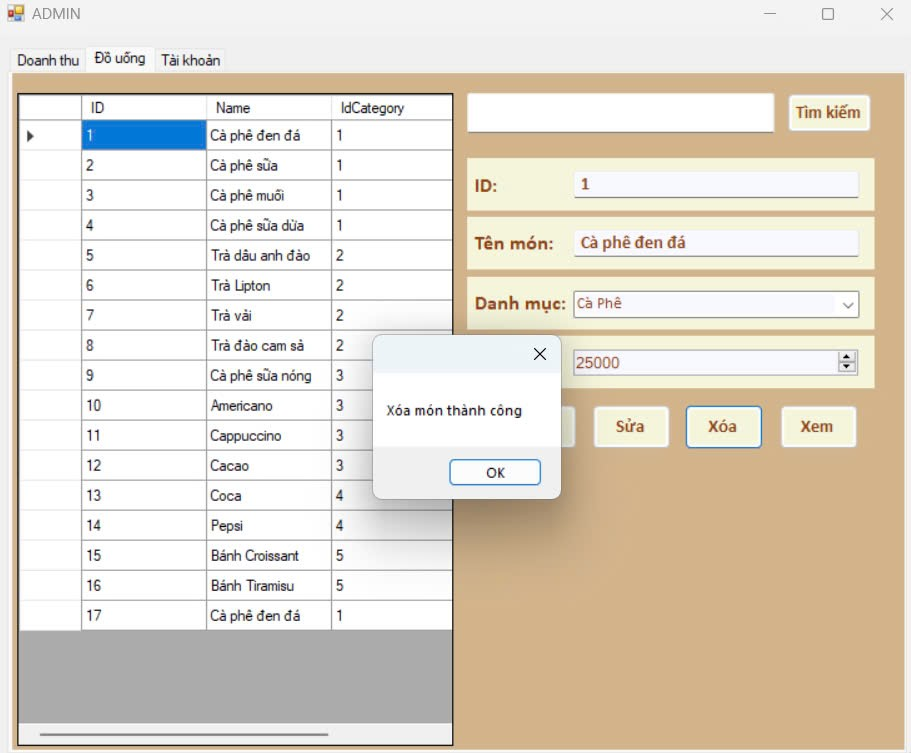 ADMIN
Doanh thu Đồ uống Tài khoản
ID Name IdCategory
1 Cà phê đen đá 1
2 Cà phê sữa 1
3 Cà phê muối 1
4 Cà phê sữa dừa 1
5 Trà dâu anh đào 2
6 Trà Lipton 2
7 Trà vải 2
8 Trà đào cam sả 2
9 Cà phê sữa nóng 3
10 Americano 3
11 Cappuccino 3
12 Cacao 3
13 Coca 4
14 Pepsi 4
15 Bánh Croissant 5
16 Bánh Tiramisu 5
17 Cà phê đen đá 1
Tìm kiếm
ID: 1
Tên món: Cà phê đen đá
Danh mục: Cà Phê
25000
Sửa Xóa Xem
Xóa món thành công
OK